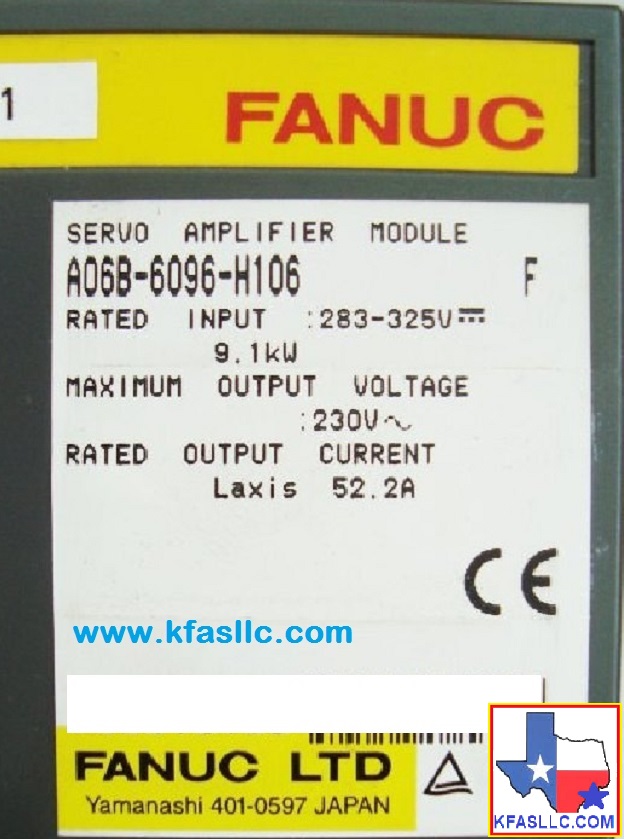 1
FANUC
SERVO AMPLIFIER MODULE
A06B-6096-H106 F
RATED INPUT :283-325V⎓
9.1kW
MAXIMUM OUTPUT VOLTAGE
:230V～
RATED OUTPUT CURRENT
Laxis 52.2A
CE
www.kfasllc.com
FANUC LTD
Yamanashi 401-0597 JAPAN
KFASLLC.COM